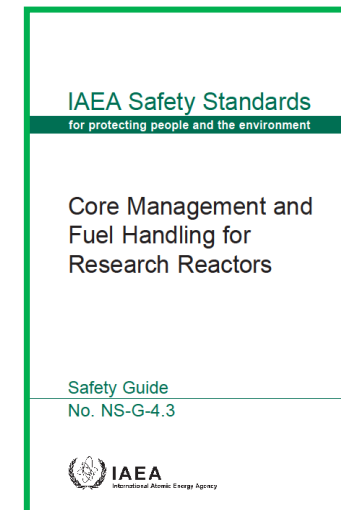 IAEA Safety Standards
for protecting people and the environment
Core Management and
Fuel Handling for
Research Reactors
Safety Guide
No. NS-G-4.3
IAEA
International Atomic Energy Agency